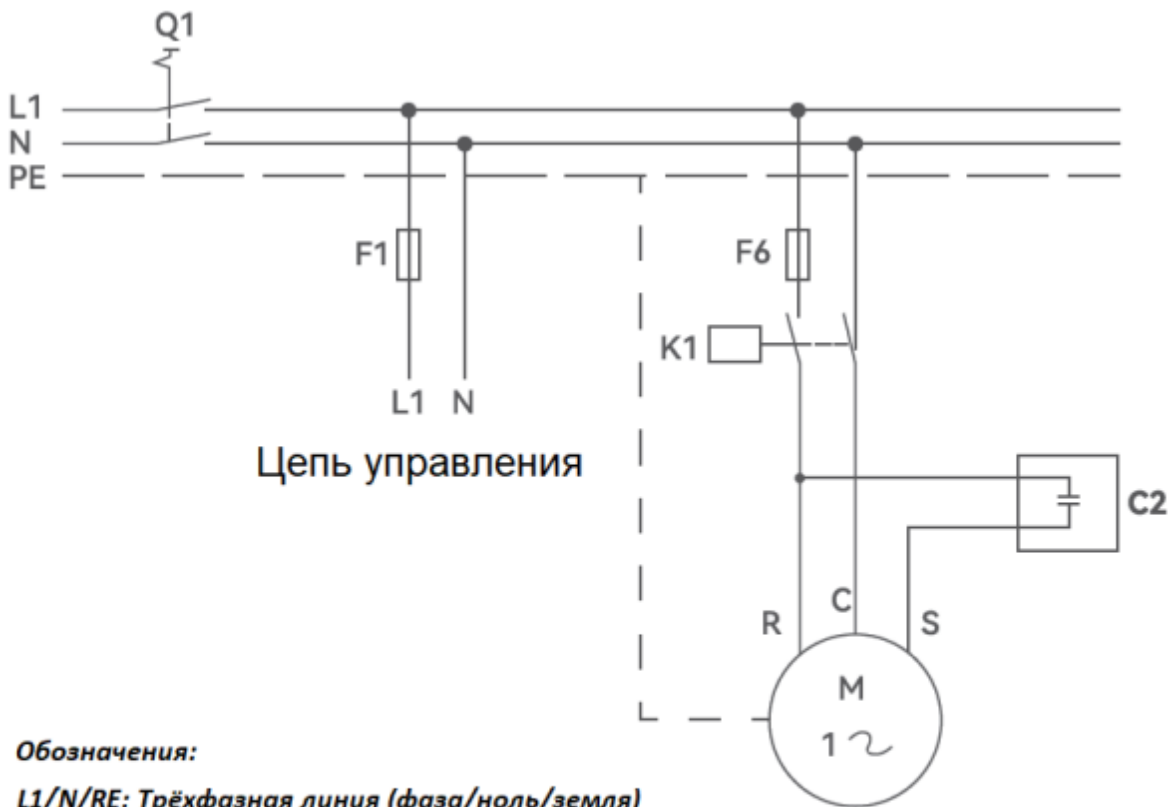 Q1
L1
N
PE
F1
F6
K1
L1 N
Цепь управления
C2
R
C
S
M
1
Обозначения:
L1/N/RE: Трёхфазная линия (фаза/ноль/земля)